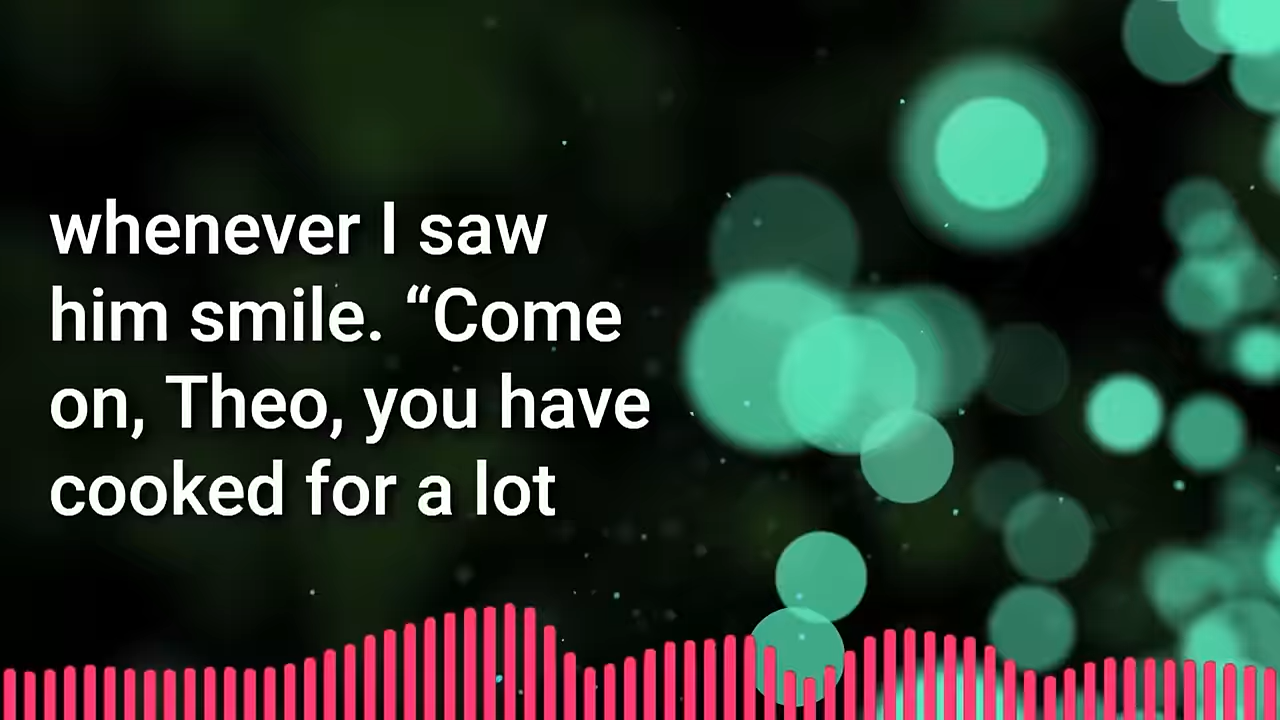 whenever I saw
him smile. “Come
on, Theo, you have
cooked for a lot